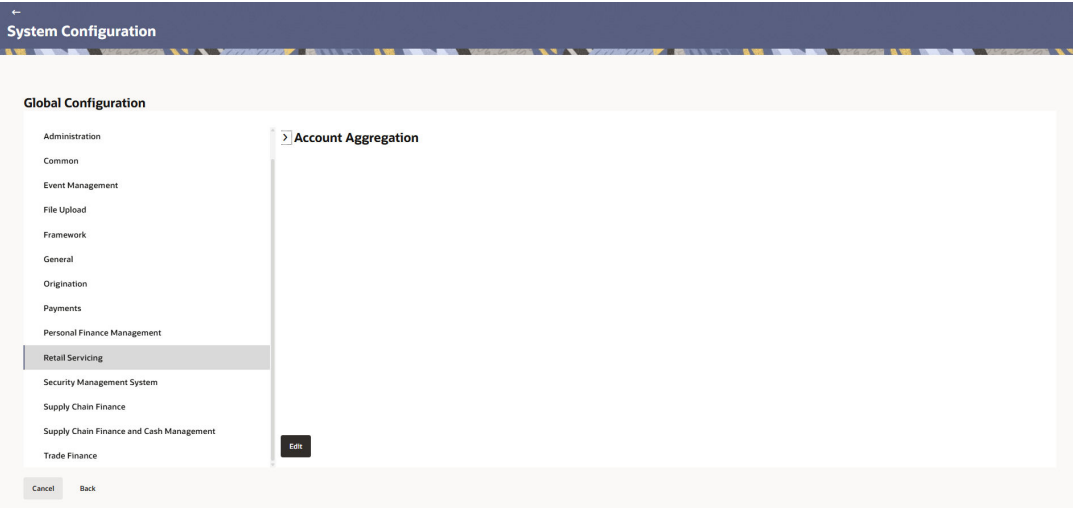 ←
System Configuration
Global Configuration
Administration
Common
Event Management
File Upload
Framework
General
Origination
Payments
Personal Finance Management
Retail Servicing
Security Management System
Supply Chain Finance
Supply Chain Finance and Cash Management
Trade Finance
> Account Aggregation
Edit
Cancel Back